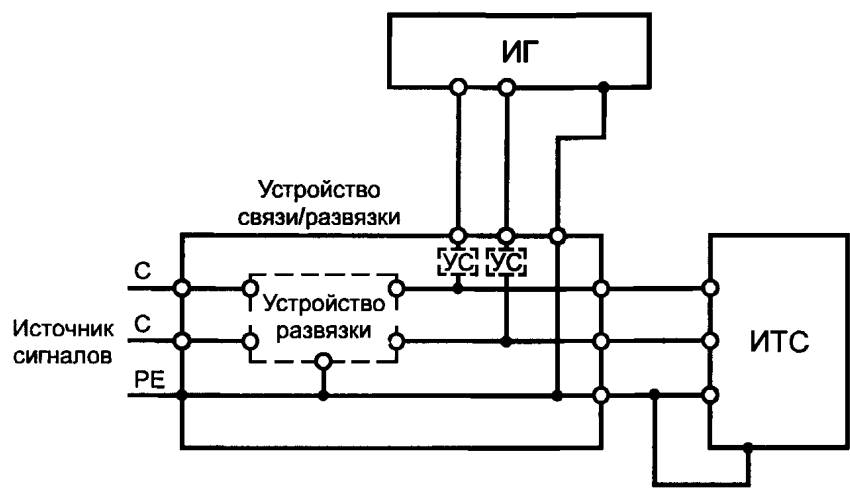 ИГ
Устройство
связи/развязки
УС
УС
С
Устройство
развязки
С
Источник
сигналов
PE
ИТС